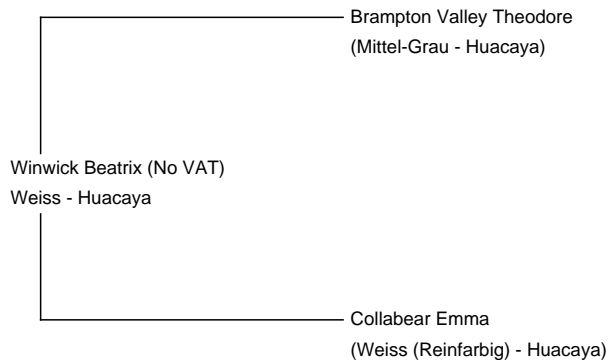 Brampton Valley Theodore
(Mittel-Grau - Huacaya)
Winwick Beatrix (No VAT)
Weiss - Huacaya
Collabear Emma
(Weiss (Reinfarbig) - Huacaya)